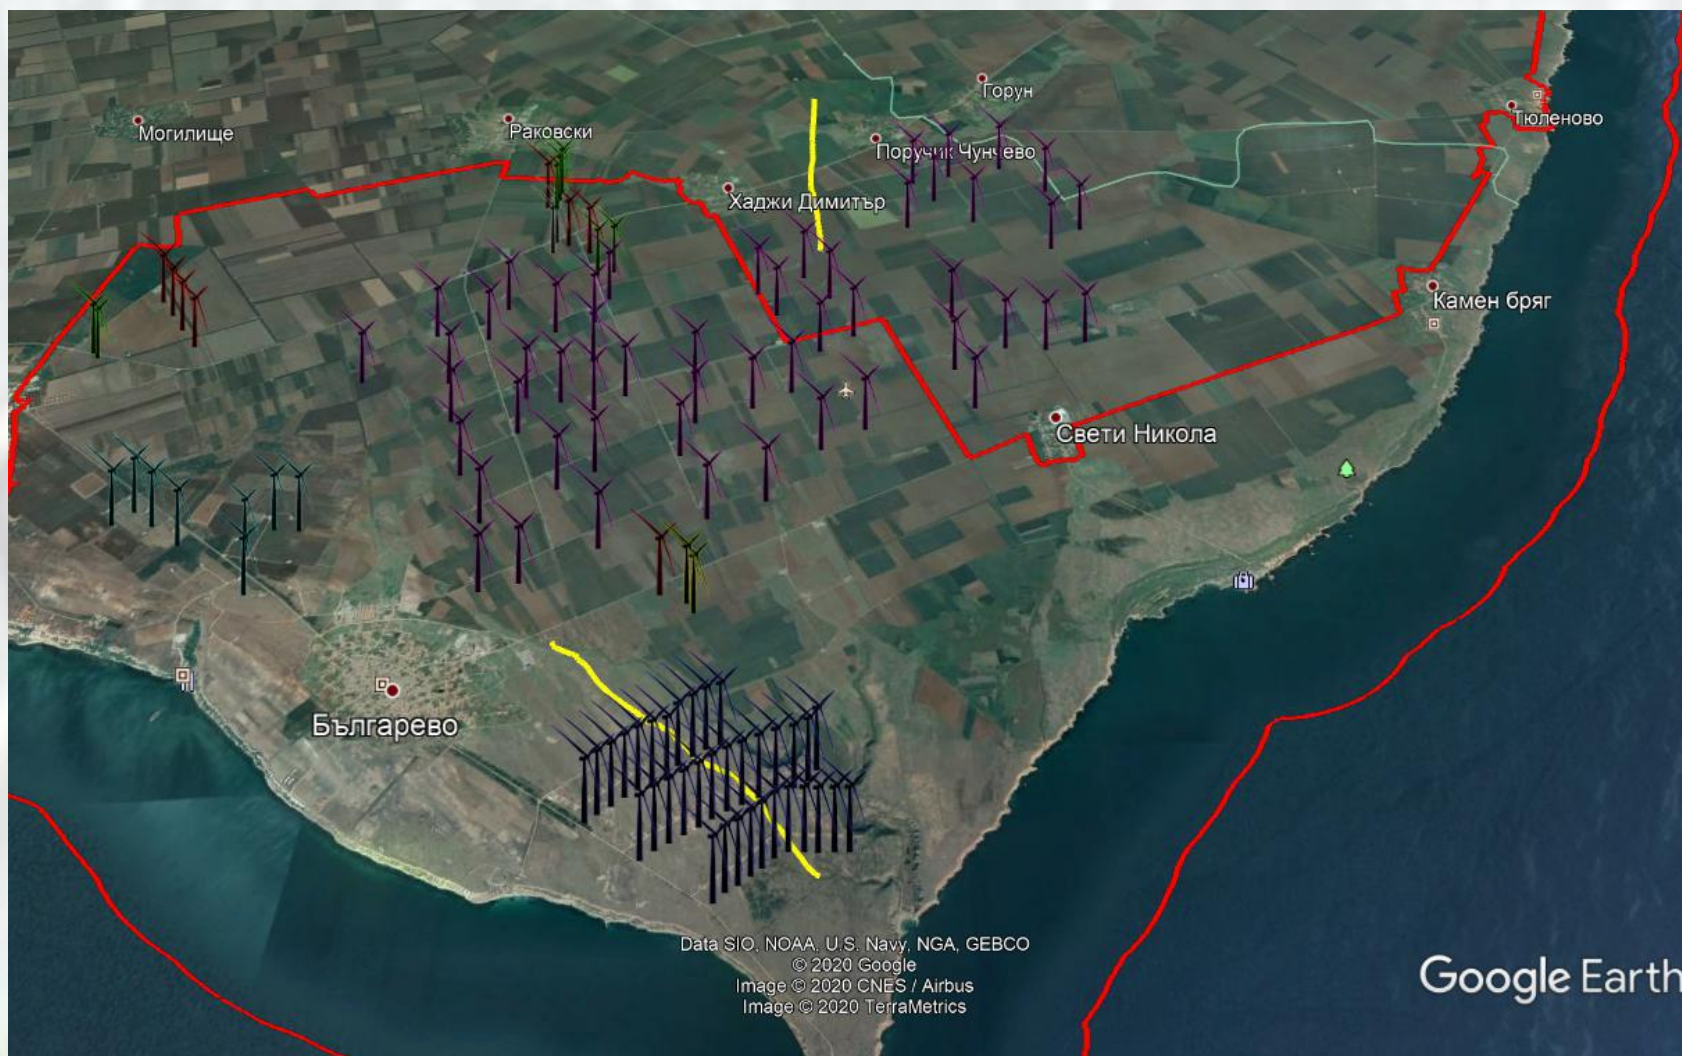 Горун
Тюленово
Могилище
Раковски
Поручик Чунчево
Хаджи Димитър
Камен бряг
Свети Никола
Българево
Data SIO, NOAA, U.S. Navy, NGA, GEBCO
© 2020 Google
Image © 2020 CNES / Airbus
Image © 2020 TerraMetrics
Google Earth